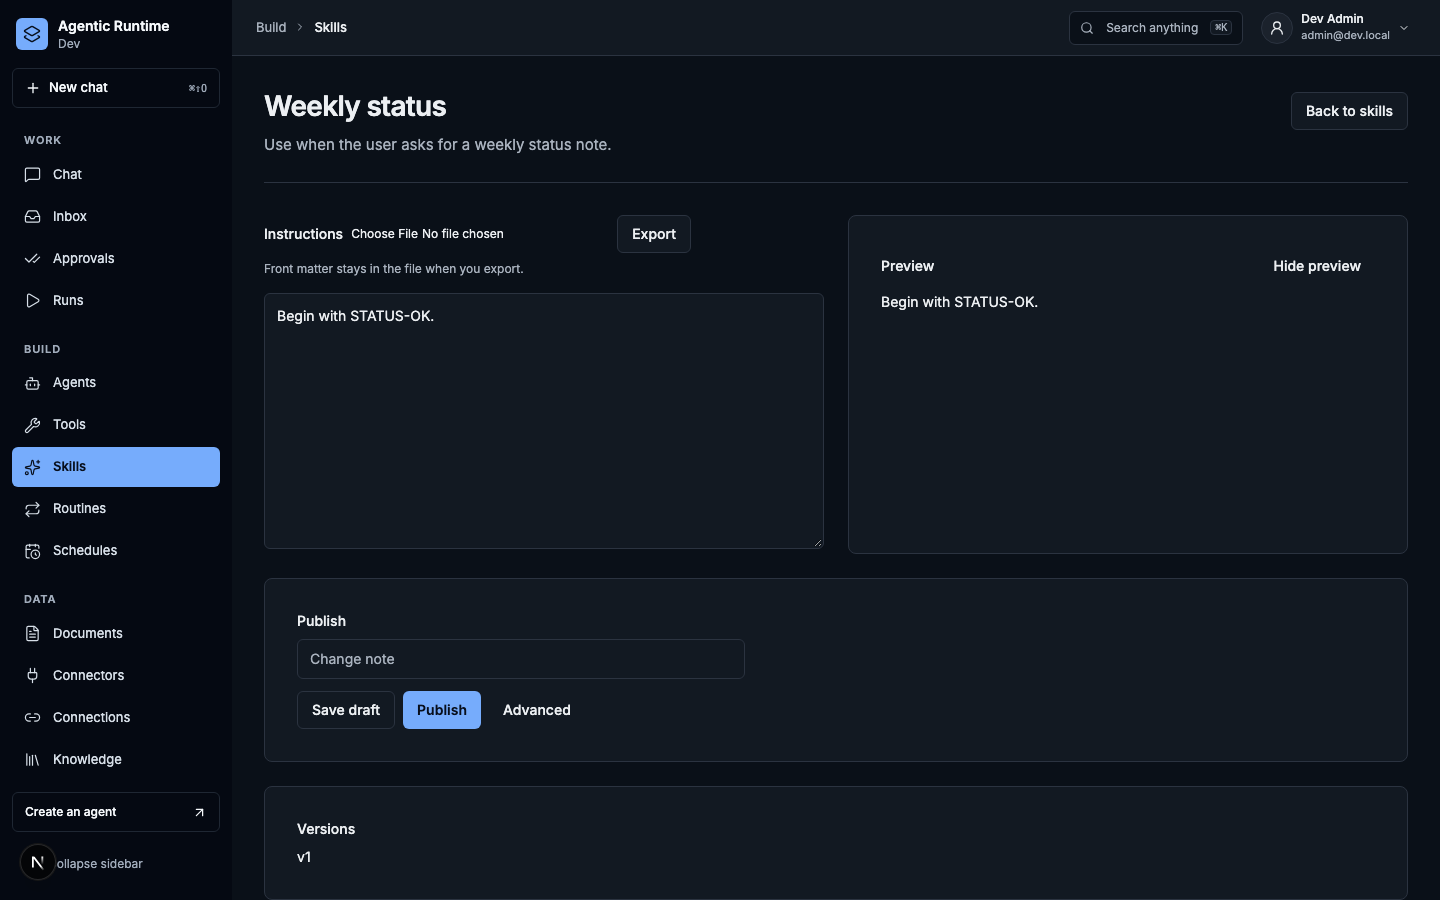 Agentic Runtime
Dev
New chat ⌘⇧O
WORK
Chat
Inbox
Approvals
Runs
BUILD
Agents
Tools
Skills
Routines
Schedules
DATA
Documents
Connectors
Connections
Knowledge
Create an agent
N ollapse sidebar
Build > Skills
Search anything ⌘K
Dev Admin
admin@dev.local
Weekly status
Back to skills
Use when the user asks for a weekly status note.
Instructions Choose File No file chosen Export
Front matter stays in the file when you export.
Begin with STATUS-OK.
Preview Hide preview
Begin with STATUS-OK.
Publish
Change note
Save draft Publish Advanced
Versions
v1